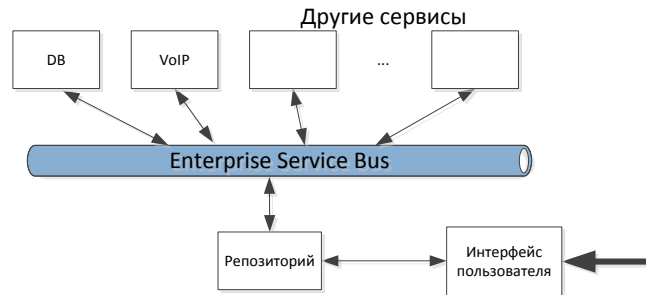 Другие сервисы
DB
VoIP
...
Enterprise Service Bus
Репозиторий
Интерфейс
пользователя